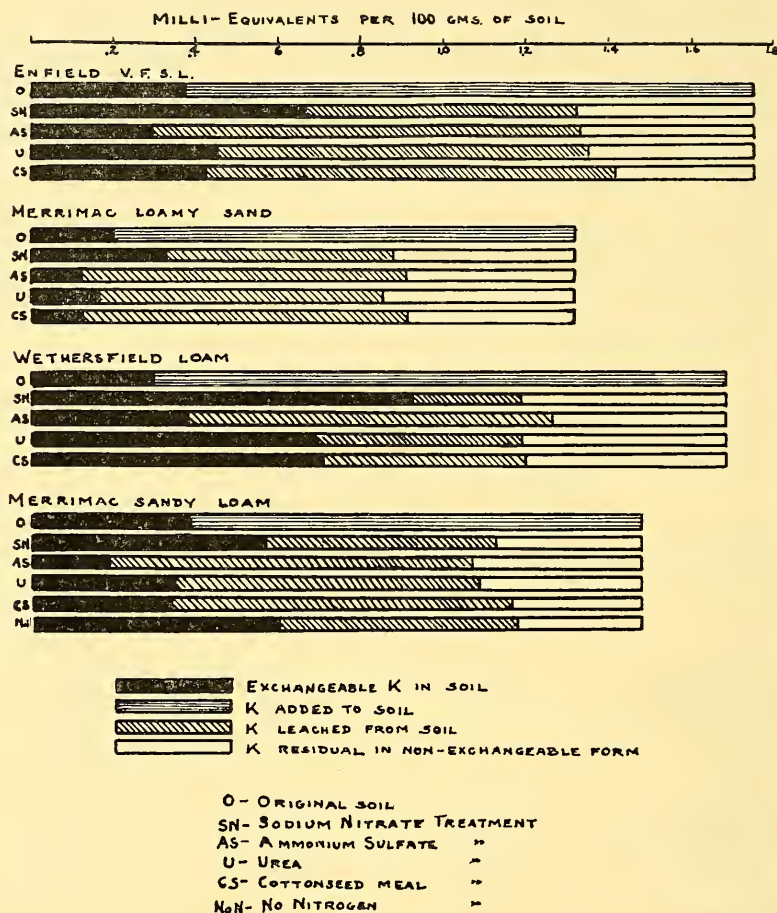 MILLI-EQUIVALENTS PER 100 GMS. OF SOIL
.2 .4 .6 .8 1.0 1.2 1.4 1.6 1.8
ENFIELD V.F.S.L.
O
SN
AS
U
CS
MERRIMAC LOAMY SAND
O
SN
AS
U
CS
WETHERSFIELD LOAM
O
SN
AS
U
CS
MERRIMAC SANDY LOAM
O
SN
AS
U
CS
EXCHANGEABLE K IN SOIL
K ADDED TO SOIL
K LEACHED FROM SOIL
K RESIDUAL IN NON-EXCHANGEABLE FORM
O- ORIGINAL SOIL
SN- SODIUM NITRATE TREATMENT
AS- AMMONIUM SULFATE "
U- UREA "
CS- COTTONSEED MEAL "
NON- NO NITROGEN "